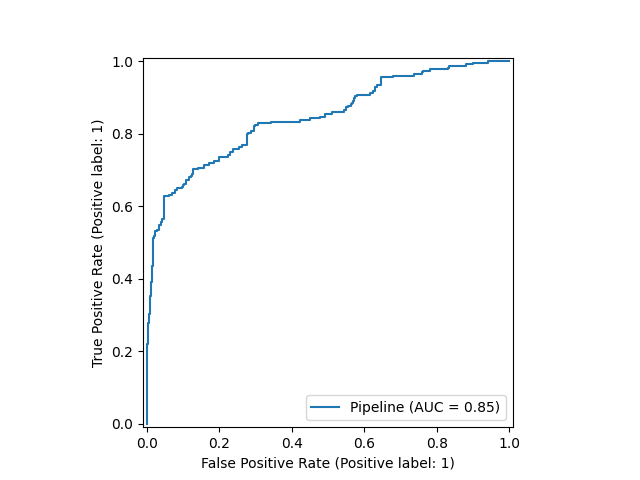 1.0
0.8
0.6
0.4
0.2
0.0
True Positive Rate (Positive label: 1)
Pipeline (AUC = 0.85)
0.0 0.2 0.4 0.6 0.8 1.0
False Positive Rate (Positive label: 1)